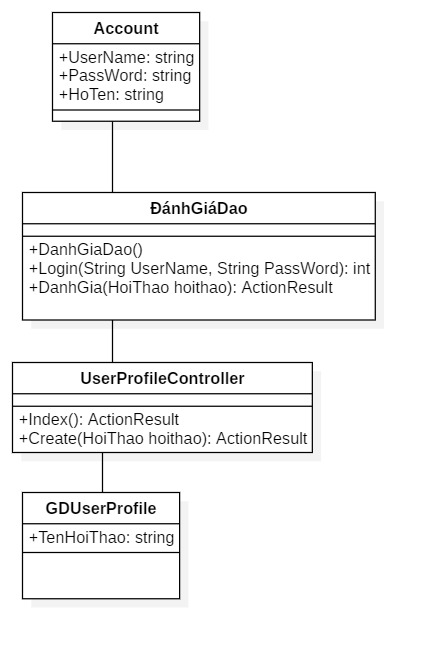 Account
+UserName: string
+PassWord: string
+HoTen: string
ĐánhGiáDao
+DanhGiaDao()
+Login(String UserName, String PassWord): int
+DanhGia(HoiThao hoithao): ActionResult
UserProfileController
+Index(): ActionResult
+Create(HoiThao hoithao): ActionResult
GDUserProfile
+TenHoiThao: string